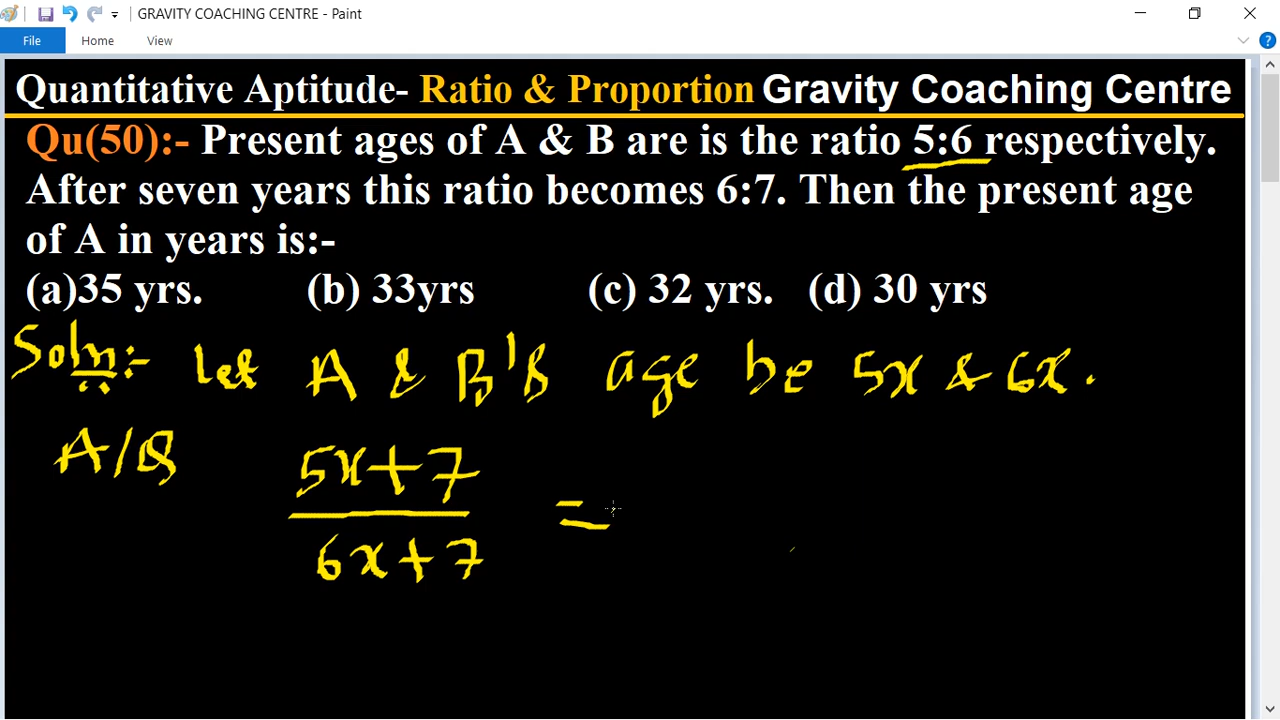 GRAVITY COACHING CENTRE - Paint
File Home View
Quantitative Aptitude- Ratio & Proportion Gravity Coaching Centre
Qu(50):- Present ages of A & B are is the ratio 5:6 respectively.
After seven years this ratio becomes 6:7. Then the present age
of A in years is:-
(a)35 yrs. (b) 33yrs (c) 32 yrs. (d) 30 yrs
Soln:- Let A & B's age be 5x & 6x.
A/Q 5x+7
=
6x+7